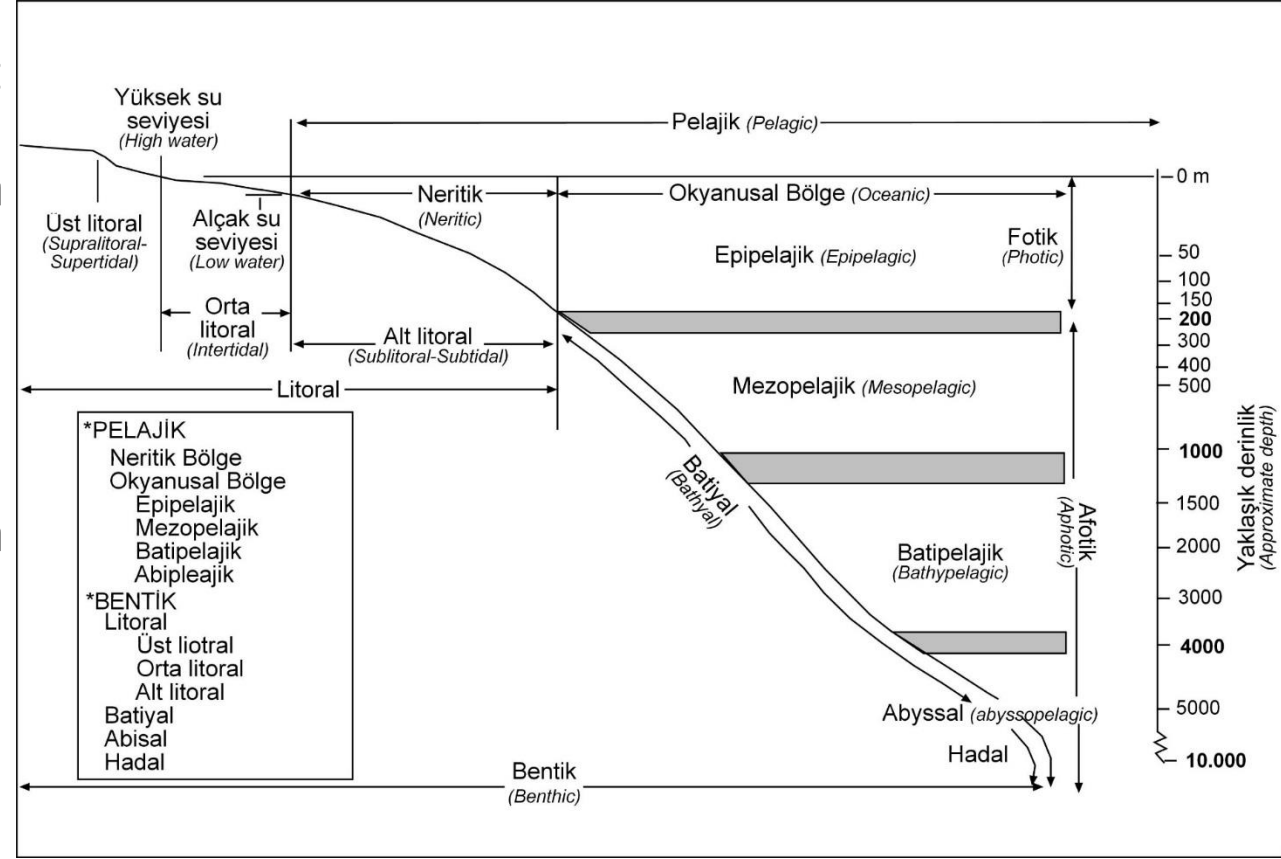 Yüksek su
seviyesi
(High water)
Pelajik (Pelagic)
0 m
Üst litoral
(Supralitoral-
Supertidal)
Alçak su
seviyesi
(Low water)
Neritik
(Neritic)
Okyanusal Bölge (Oceanic)
Epipelajik (Epipelagic)
Fotik
(Photic)
50
100
150
200
300
400
500
1000
1500
2000
3000
4000
5000
10.000
Yaklaşık derinlik
(Approximate depth)
Orta
litoral
(Intertidal)
Alt litoral
(Sublitoral-Subtidal)
Litoral
Mezopelajik (Mesopelagic)
Batiyal
(Bathyal)
Afotik
(Aphotic)
Batipelajik
(Bathypelagic)
Abyssal (abyssopelagic)
Hadal
Bentik
(Benthic)
*PELAJİK
Neritik Bölge
Okyanusal Bölge
Epipelajik
Mezopelajik
Batipelajik
Abipleajik
*BENTİK
Litoral
Üst liotral
Orta litoral
Alt litoral
Batiyal
Abisal
Hadal